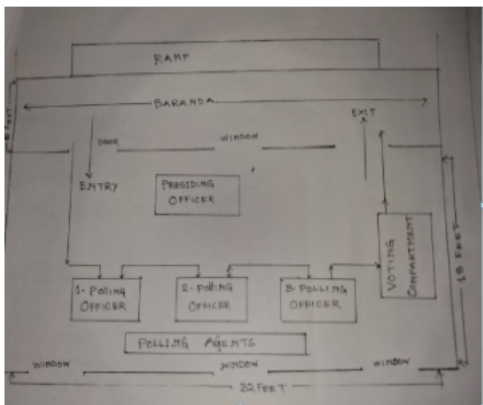 RAMP
BARANDA
EXIT
DOOR
WINDOW
ENTRY
PRESIDING
OFFICER
VOTING
COMPARTMENT
18 FEET
1- POLLING
OFFICER
2- POLLING
OFFICER
3- POLLING
OFFICER
POLLING AGENTS
WINDOW
WINDOW
WINDOW
22 FEET